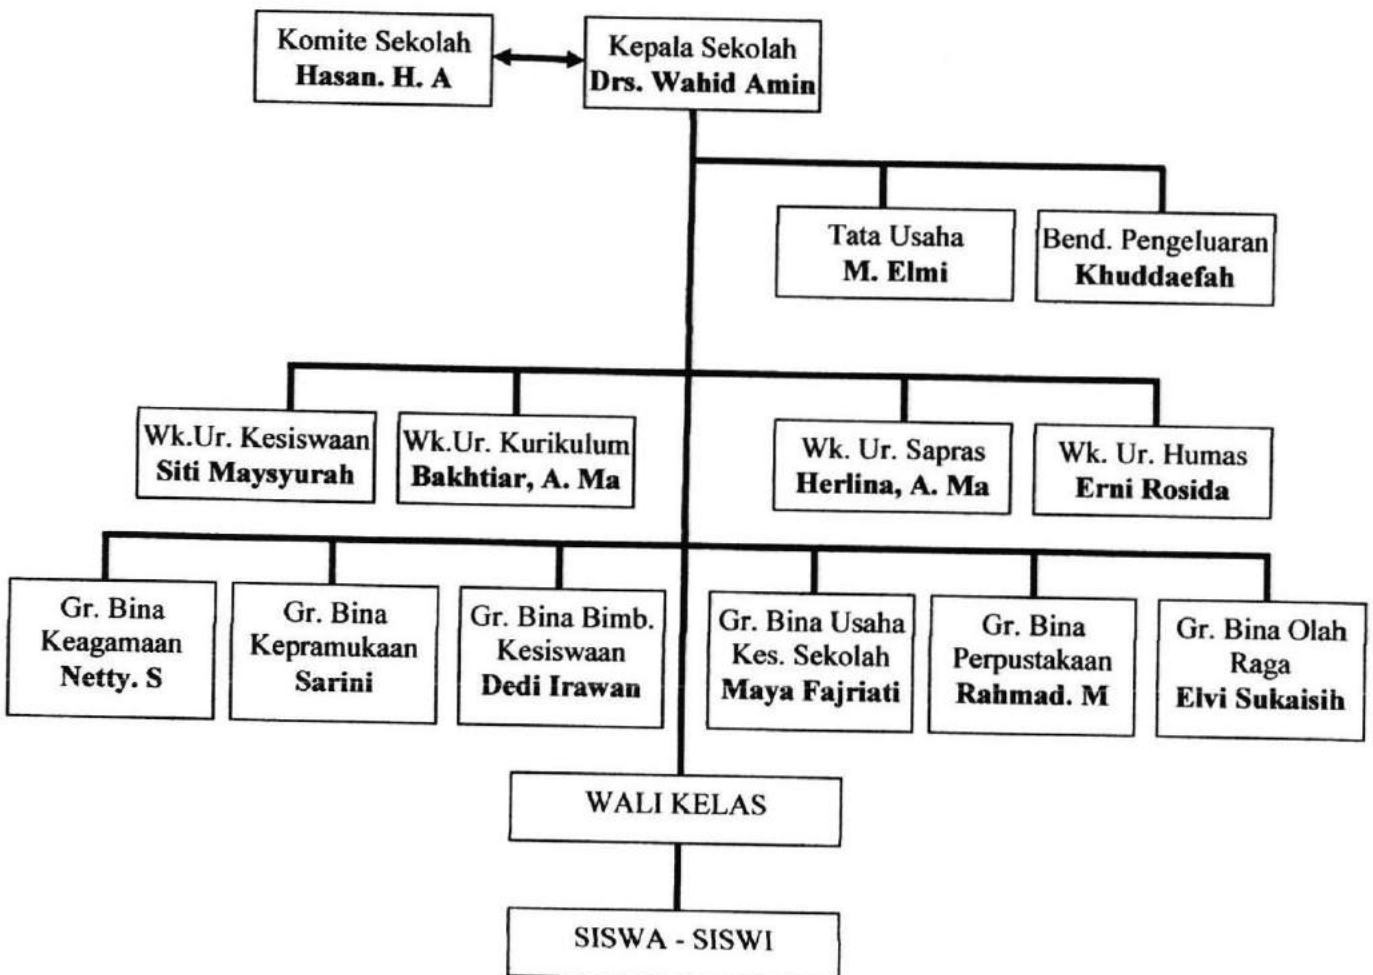 Komite Sekolah
Hasan. H. A
Kepala Sekolah
Drs. Wahid Amin
Tata Usaha
M. Elmi
Bend. Pengeluaran
Khuddaefah
Wk.Ur. Kesiswaan
Siti Maysyurah
Wk.Ur. Kurikulum
Bakhtiar, A. Ma
Wk. Ur. Sapras
Herlina, A. Ma
Wk. Ur. Humas
Erni Rosida
Gr. Bina
Keagamaan
Netty. S
Gr. Bina
Kepramukaan
Sarini
Gr. Bina Bimb.
Kesiswaan
Dedi Irawan
Gr. Bina Usaha
Kes. Sekolah
Maya Fajriati
Gr. Bina
Perpustakaan
Rahmad. M
Gr. Bina Olah
Raga
Elvi Sukaisih
WALI KELAS
SISWA - SISWI